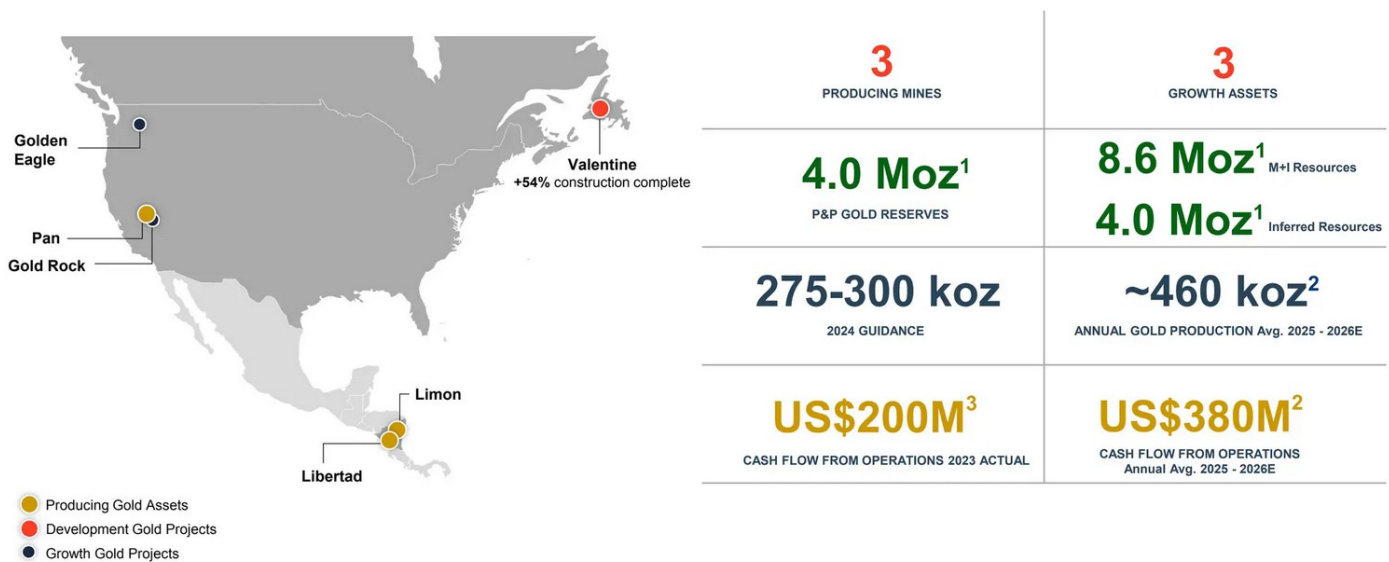 Golden
Eagle
Valentine
+54% construction complete
Pan
Gold Rock
Limon
Libertad
Producing Gold Assets
Development Gold Projects
Growth Gold Projects
3
PRODUCING MINES
3
GROWTH ASSETS
4.0 Moz1
P&P GOLD RESERVES
8.6 Moz1 M+I Resources
4.0 Moz1 Inferred Resources
275-300 koz
2024 GUIDANCE
~460 koz2
ANNUAL GOLD PRODUCTION Avg. 2025 - 2026E
US$200M3
CASH FLOW FROM OPERATIONS 2023 ACTUAL
US$380M2
CASH FLOW FROM OPERATIONS
Annual Avg. 2025 - 2026E